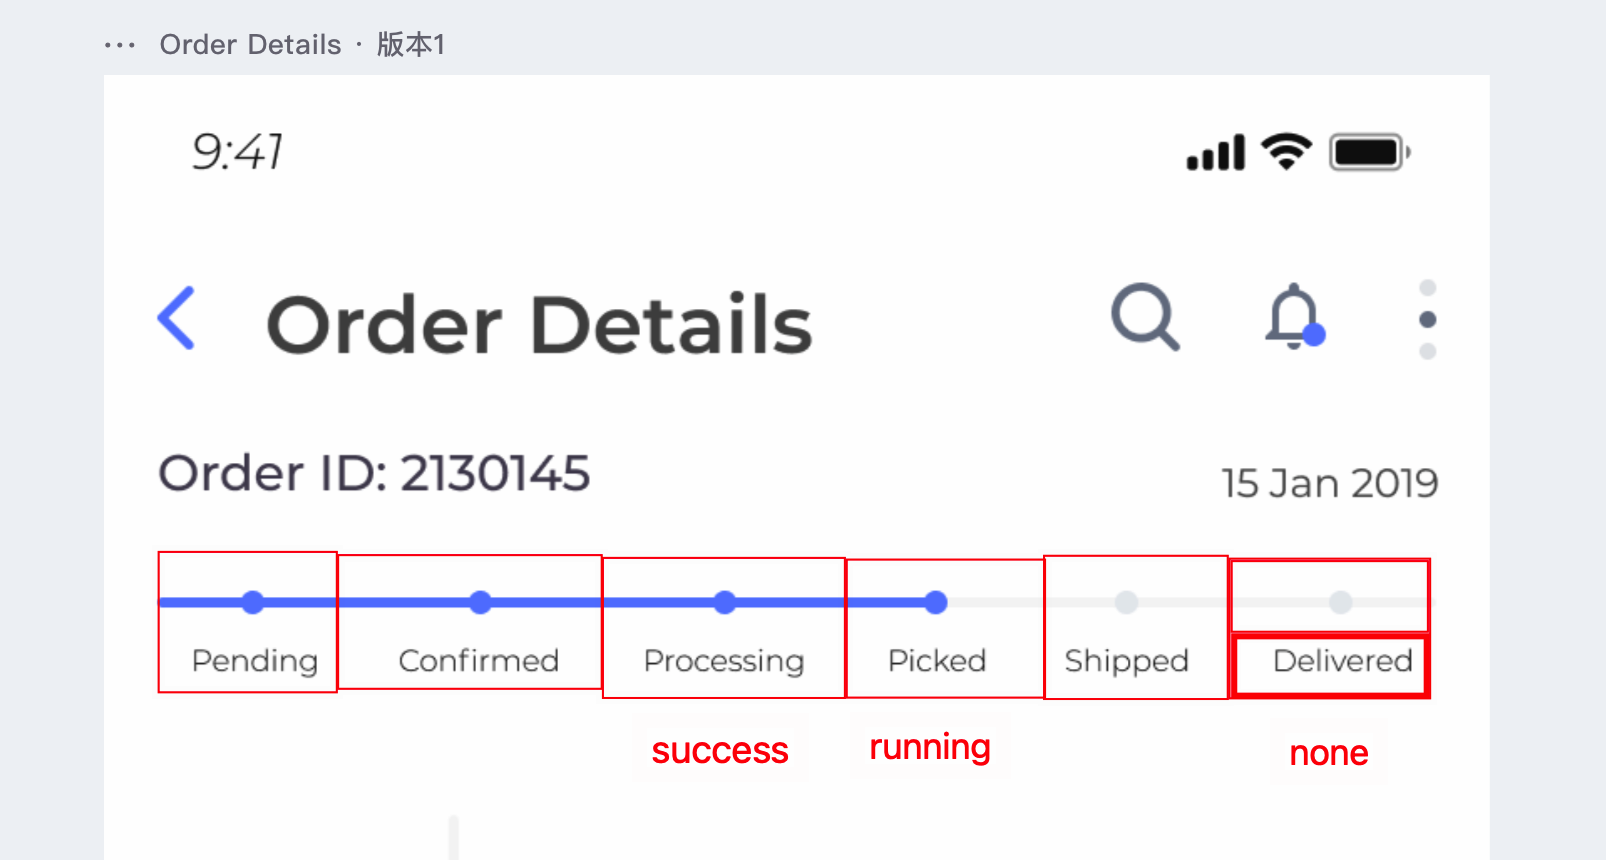 ··· Order Details · 版本1
9:41
Order Details
Order ID: 2130145
15 Jan 2019
Pending Confirmed Processing Picked Shipped Delivered
success running none